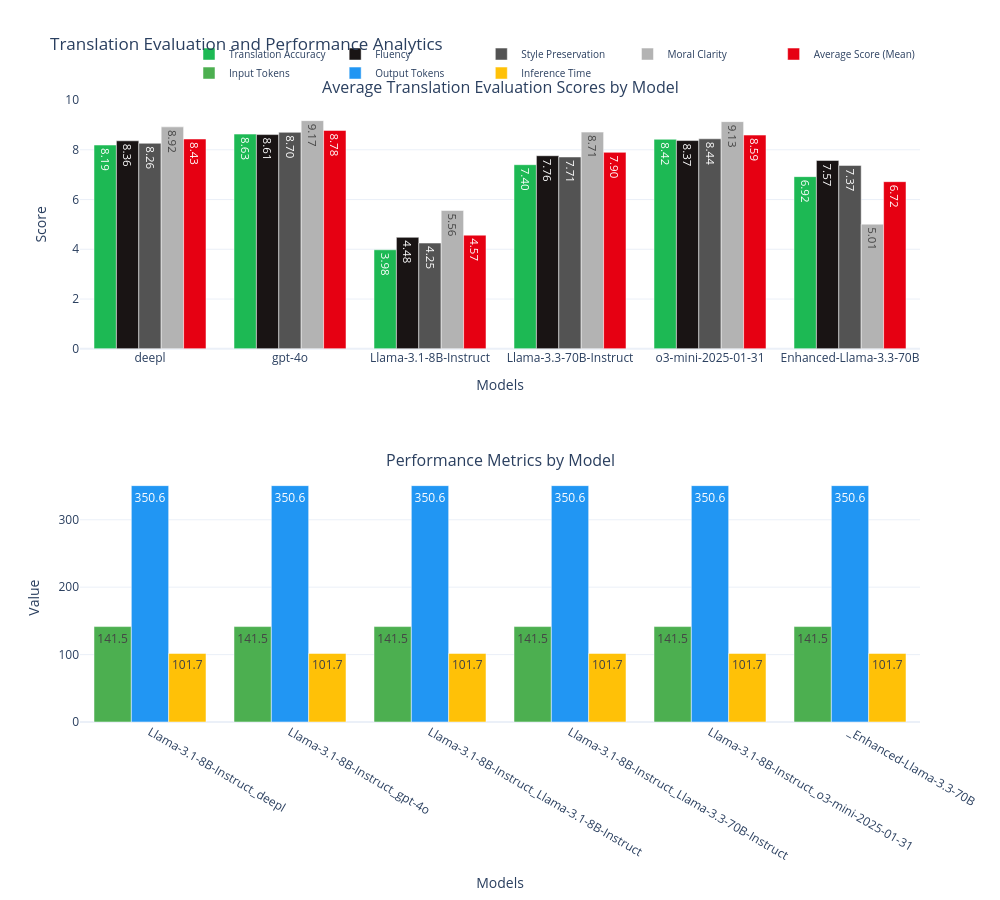 Translation Evaluation and Performance Analytics
Translation Accuracy Fluency Style Preservation Moral Clarity Average Score (Mean)
Input Tokens Output Tokens Inference Time
Average Translation Evaluation Scores by Model
10
8
6
4
2
0
Score
8.19 8.36 8.26 8.92 8.43
8.63 8.61 8.70 9.17 8.78
3.98 4.48 4.25 5.56 4.57
7.40 7.76 7.71 8.71 7.90
8.42 8.37 8.44 9.13 8.59
6.92 7.57 7.37 5.01 6.72
deepl gpt-4o Llama-3.1-8B-Instruct Llama-3.3-70B-Instruct o3-mini-2025-01-31 Enhanced-Llama-3.3-70B
Models
Performance Metrics by Model
300
200
100
0
Value
141.5 350.6 101.7
141.5 350.6 101.7
141.5 350.6 101.7
141.5 350.6 101.7
141.5 350.6 101.7
141.5 350.6 101.7
Llama-3.1-8B-Instruct_deepl
Llama-3.1-8B-Instruct_gpt-4o
Llama-3.1-8B-Instruct_Llama-3.1-8B-Instruct
Llama-3.1-8B-Instruct_Llama-3.3-70B-Instruct
Llama-3.1-8B-Instruct_o3-mini-2025-01-31
_Enhanced-Llama-3.3-70B
Models